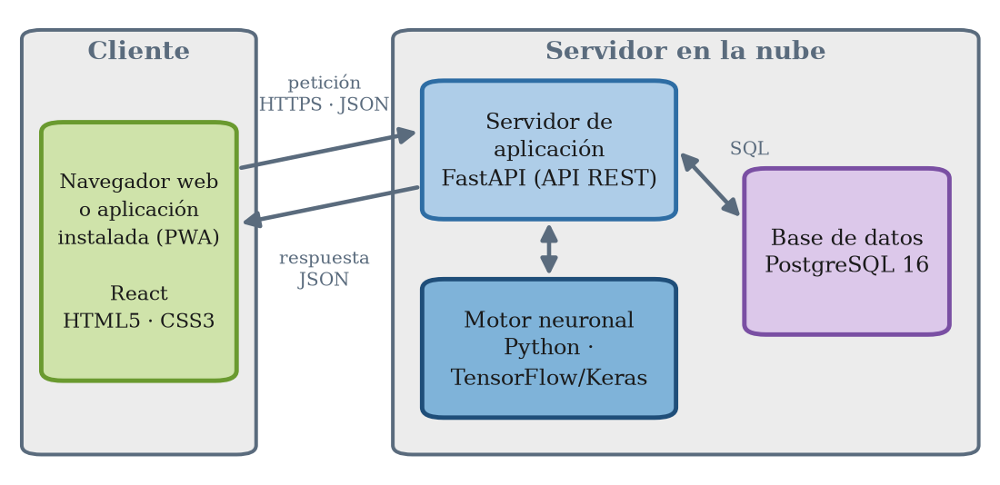 Cliente
Navegador web
o aplicación
instalada (PWA)
React
HTML5 · CSS3
petición
HTTPS · JSON
respuesta
JSON
Servidor en la nube
Servidor de
aplicación
FastAPI (API REST)
SQL
Base de datos
PostgreSQL 16
Motor neuronal
Python ·
TensorFlow/Keras